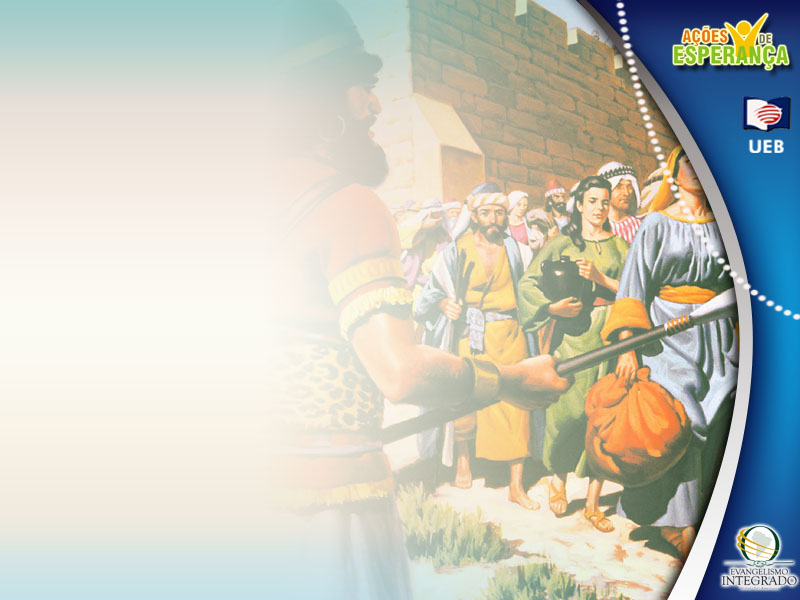 AÇÕES DE
ESPERANÇA
UEB
EVANGELISMO
INTEGRADO